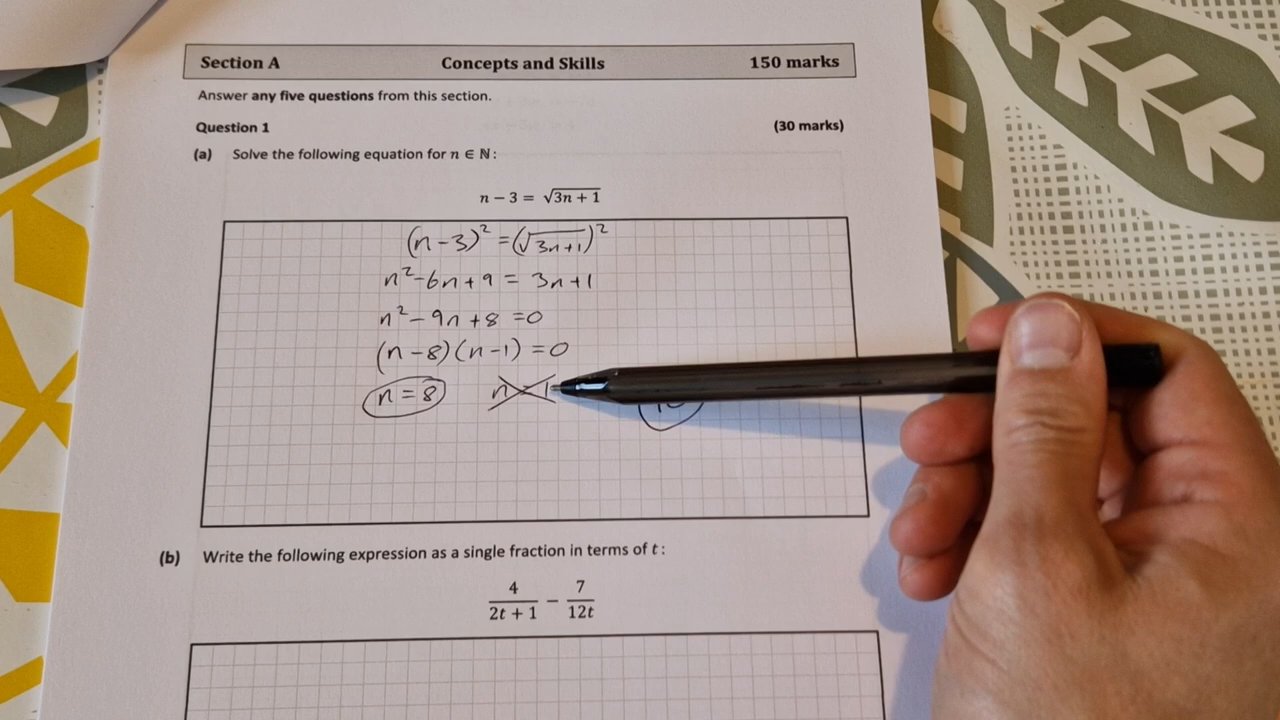 Section A Concepts and Skills 150 marks
Answer any five questions from this section.
Question 1 (30 marks)
(a) Solve the following equation for n ∈ ℕ:
n − 3 = √3n + 1
(n-3)² = (√3n+1)²
n²-6n+9 = 3n+1
n²-9n+8 =0
(n-8)(n-1) =0
n=8 n=1
(b) Write the following expression as a single fraction in terms of t:
4/(2t + 1) − 7/(12t)